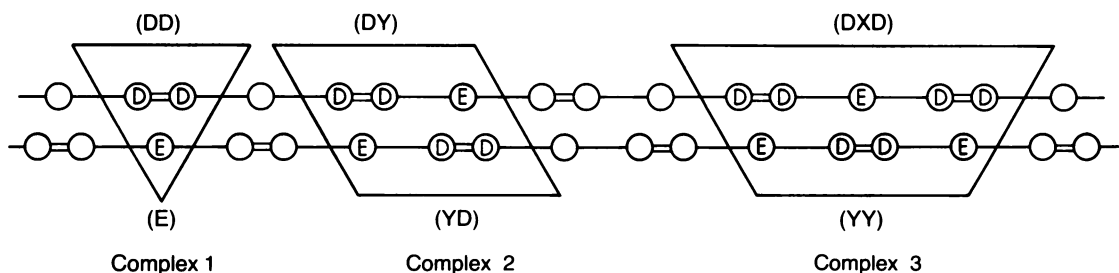 (DD) (DY) (DXD)
D D D D E D D E D D
E E D D E D D E
(E) (YD) (YY)
Complex 1 Complex 2 Complex 3